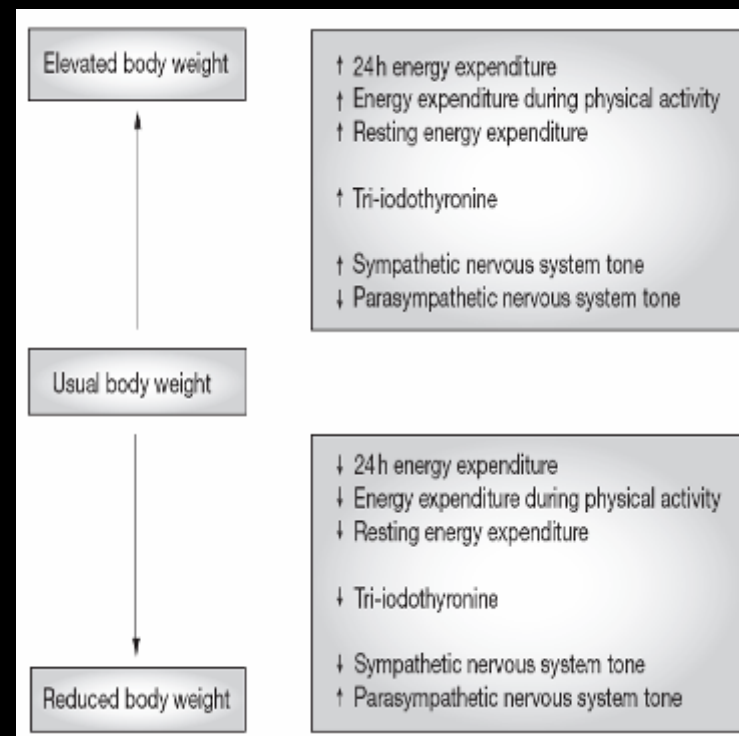 Elevated body weight
↑ 24h energy expenditure
↑ Energy expenditure during physical activity
↑ Resting energy expenditure
↑ Tri-iodothyronine
↑ Sympathetic nervous system tone
↓ Parasympathetic nervous system tone
Usual body weight
↓ 24h energy expenditure
↓ Energy expenditure during physical activity
↓ Resting energy expenditure
↓ Tri-iodothyronine
↓ Sympathetic nervous system tone
↑ Parasympathetic nervous system tone
Reduced body weight